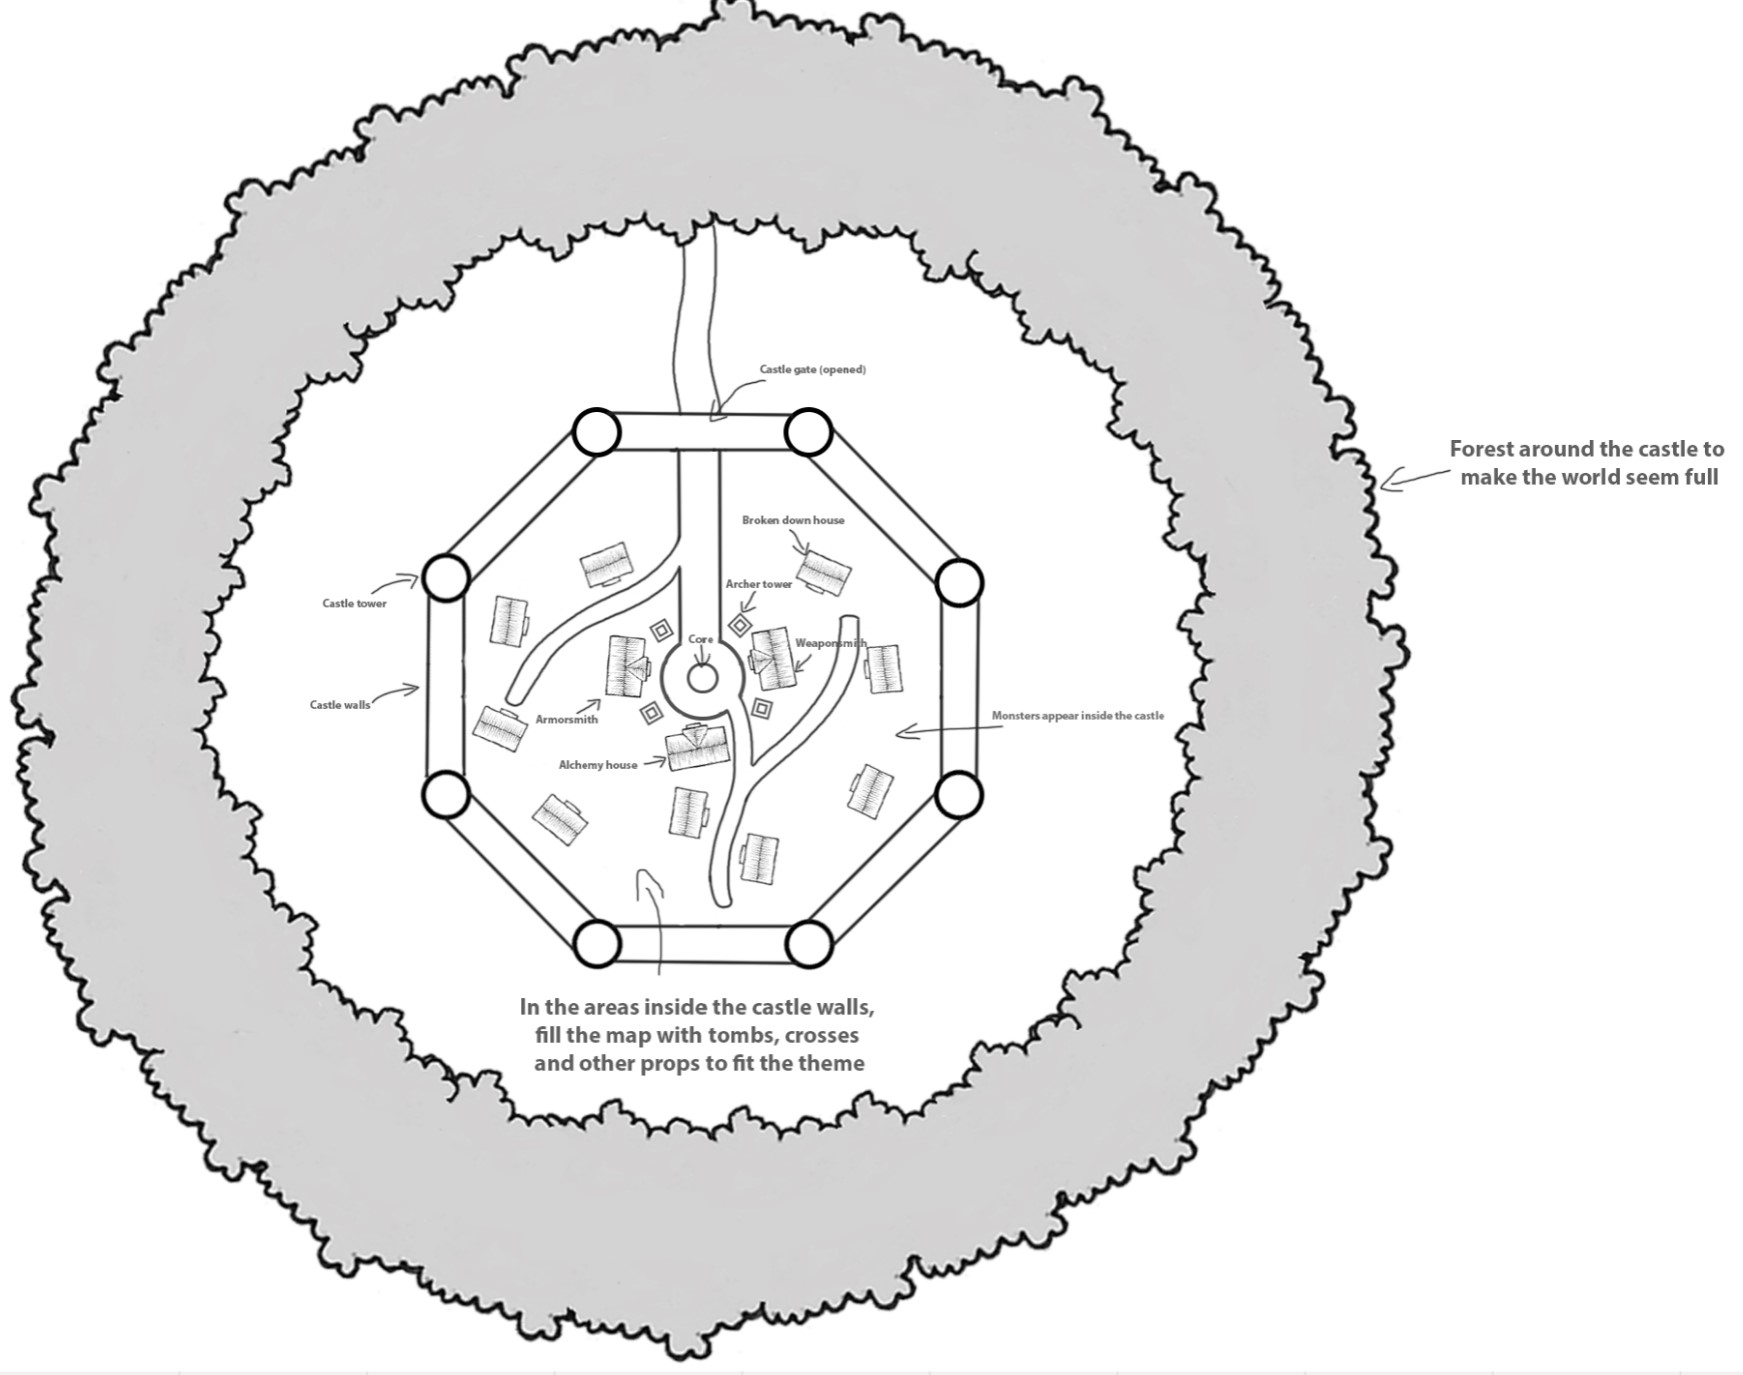 Castle gate (opened)
Forest around the castle to
make the world seem full
Broken down house
Archer tower
Castle tower
Core
Weaponsmith
Castle walls
Armorsmith
Monsters appear inside the castle
Alchemy house
In the areas inside the castle walls,
fill the map with tombs, crosses
and other props to fit the theme